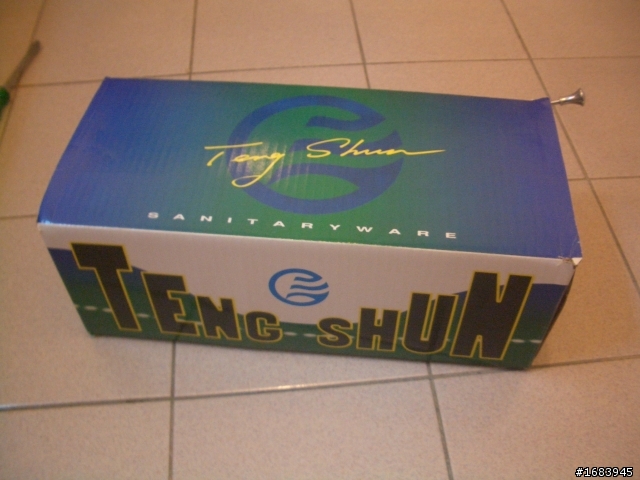 Teng Shun
SANITARYWARE
TENG SHUN
#1683945